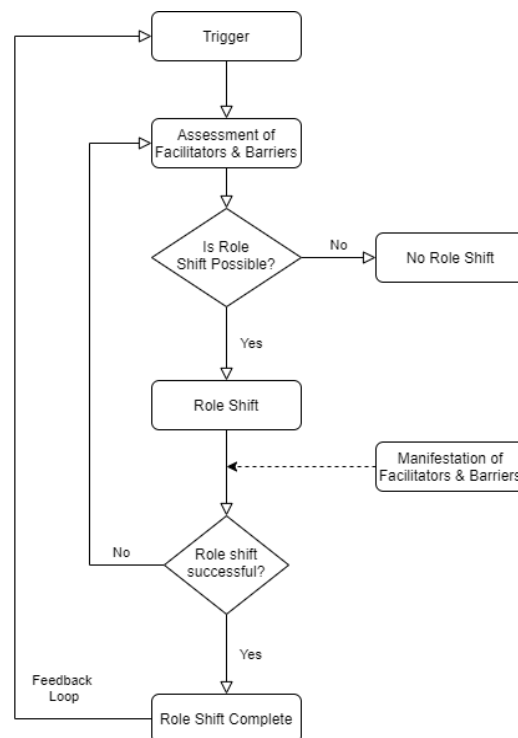 Trigger
Assessment of
Facilitators & Barriers
Is Role
Shift Possible?
No
No Role Shift
Yes
Role Shift
Manifestation of
Facilitators & Barriers
Role shift
successful?
No
Yes
Feedback
Loop
Role Shift Complete